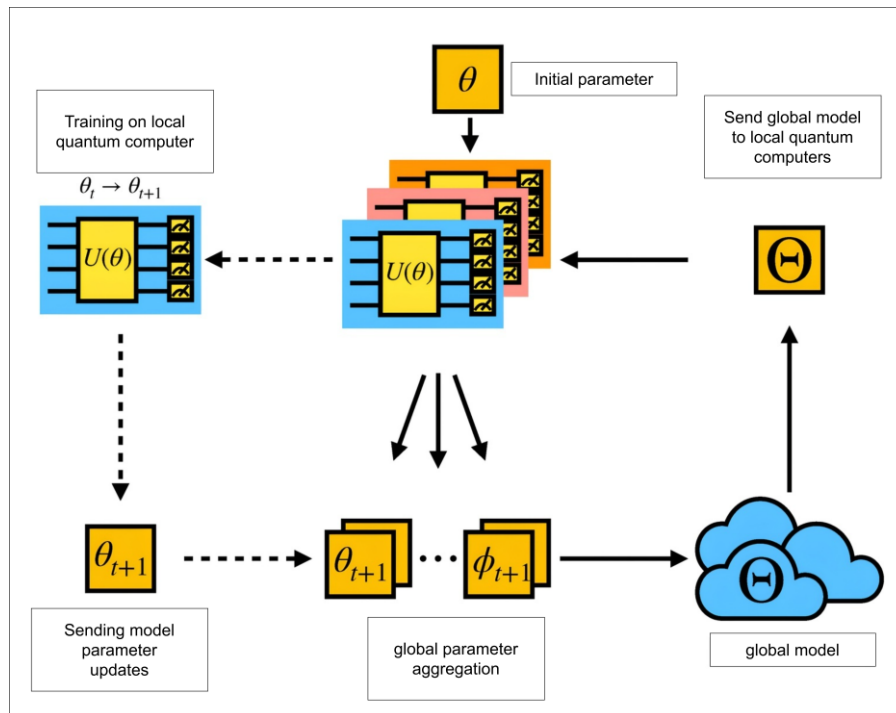 θ
Initial parameter
Training on local
quantum computer
θ_t → θ_{t+1}
Send global model
to local quantum
computers
U(θ)
U(θ)
Θ
θ_{t+1}
θ_{t+1}
...
ϕ_{t+1}
Θ
Sending model
parameter
updates
global parameter
aggregation
global model